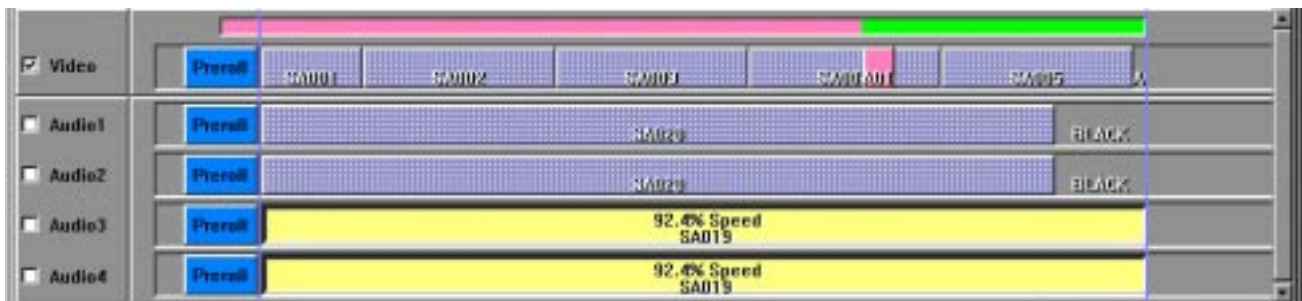 Video Preroll SA001 SA002 SA003 SA005
Audio1 Preroll SA020 BLACK
Audio2 Preroll SA020 BLACK
Audio3 Preroll 92.4% Speed
SA019
Audio4 Preroll 92.4% Speed
SA019